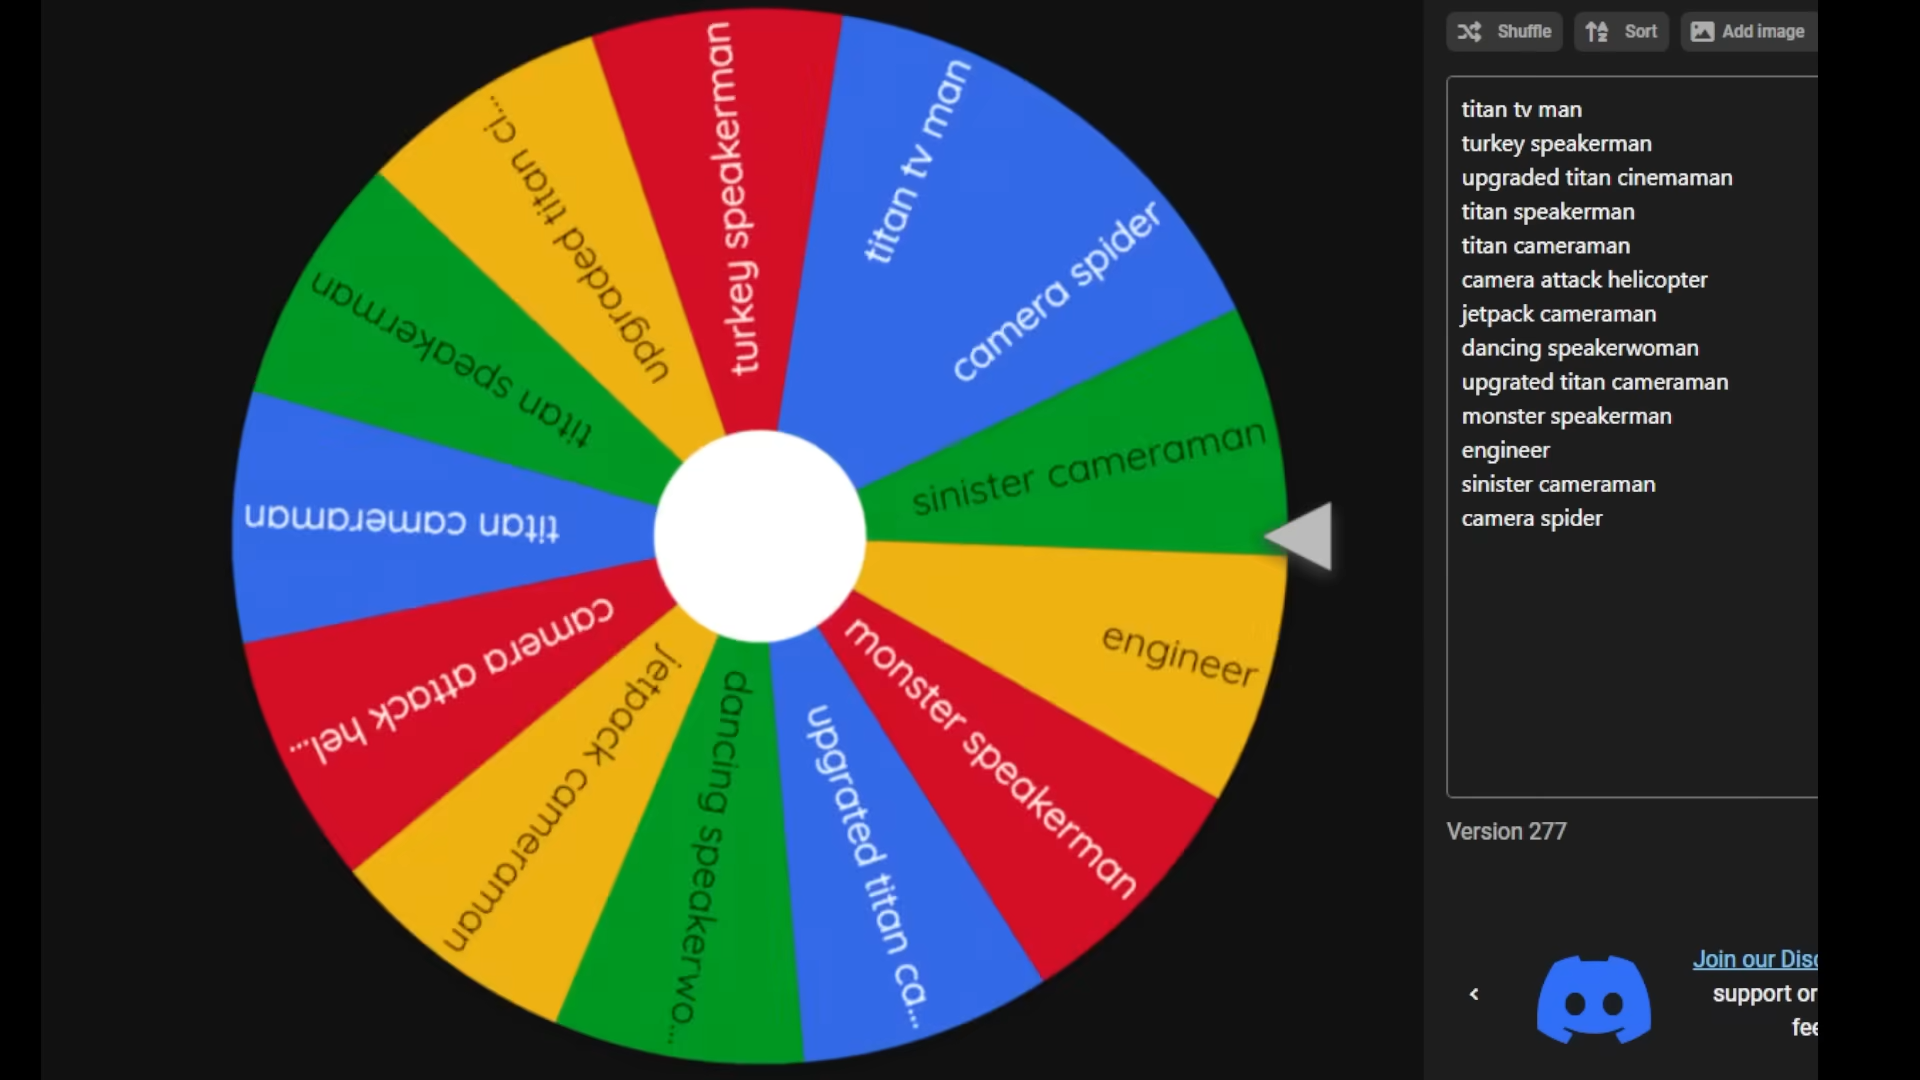 Shuffle
Sort
Add image
titan tv man
turkey speakerman
upgraded titan cinemaman
titan speakerman
titan cameraman
camera attack helicopter
jetpack cameraman
dancing speakerwoman
upgrated titan cameraman
monster speakerman
engineer
sinister cameraman
camera spider
Version 277
Join our Disc
support or
fee
turkey speakerman
titan tv man
camera spider
sinister cameraman
engineer
monster speakerman
upgrated titan ca...
dancing speakerwo...
jetpack cameraman
camera attack hel...
titan cameraman
titan speakerman
upgraded titan ci...